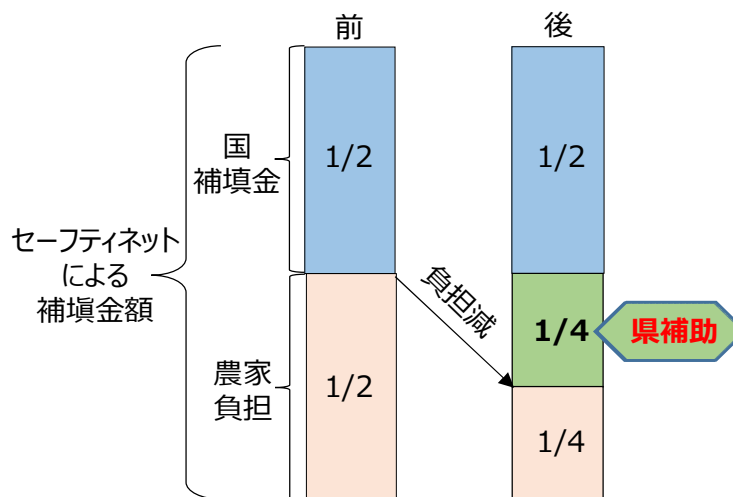 前
後
国
補填金
1/2
1/2
セーフティネット
による
補塡金額
負担減
1/4
県補助
農家
負担
1/2
1/4